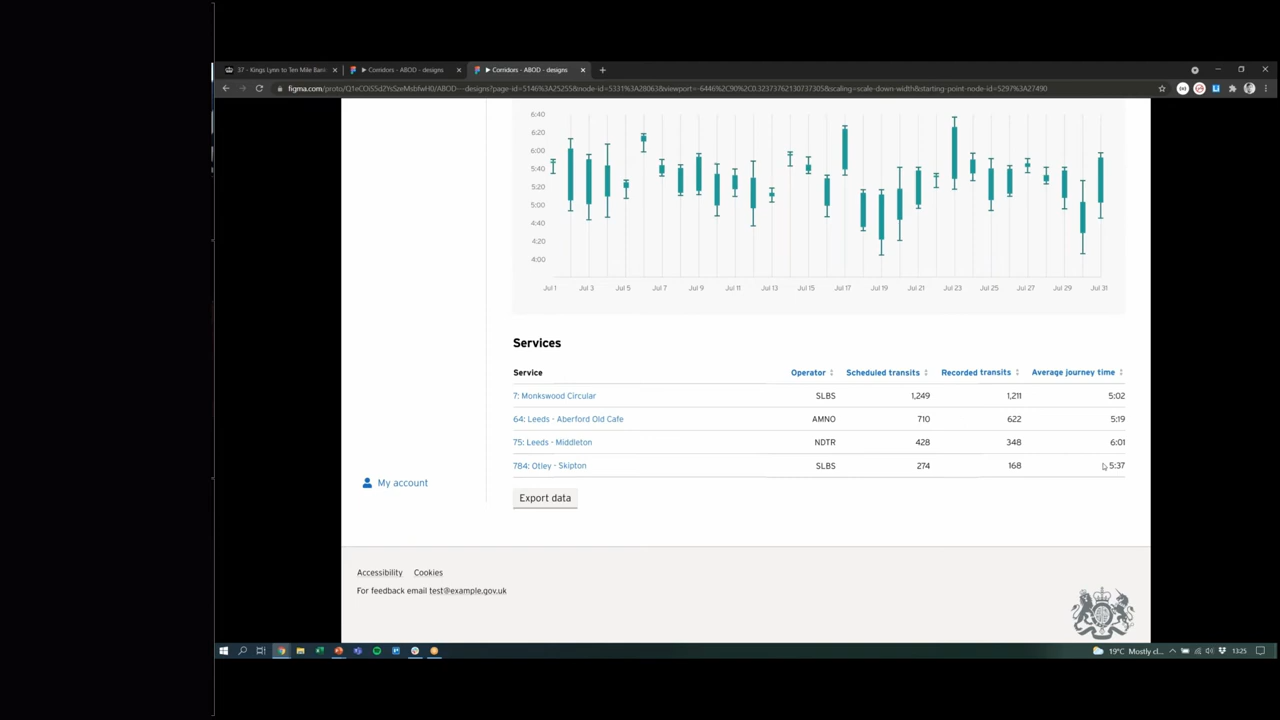 37 - Kings Lynn to Ten Mile Ban
Corridors - ABOD - designs
Corridors - ABOD - designs
6:40
6:20
6:00
5:40
5:20
5:00
4:40
4:20
4:00
Jul 1 Jul 3 Jul 5 Jul 7 Jul 9 Jul 11 Jul 13 Jul 15 Jul 17 Jul 19 Jul 21 Jul 23 Jul 25 Jul 27 Jul 29 Jul 31
Services
Service Operator Scheduled transits Recorded transits Average journey time
7: Monkswood Circular SLBS 1,249 1,211 5:02
64: Leeds - Aberford Old Cafe AMNO 710 622 5:19
75: Leeds - Middleton NDTR 428 348 6:01
784: Otley - Skipton SLBS 274 168 5:37
My account
Export data
Accessibility Cookies
For feedback email test@example.gov.uk
19°C Mostly cl... 13:25